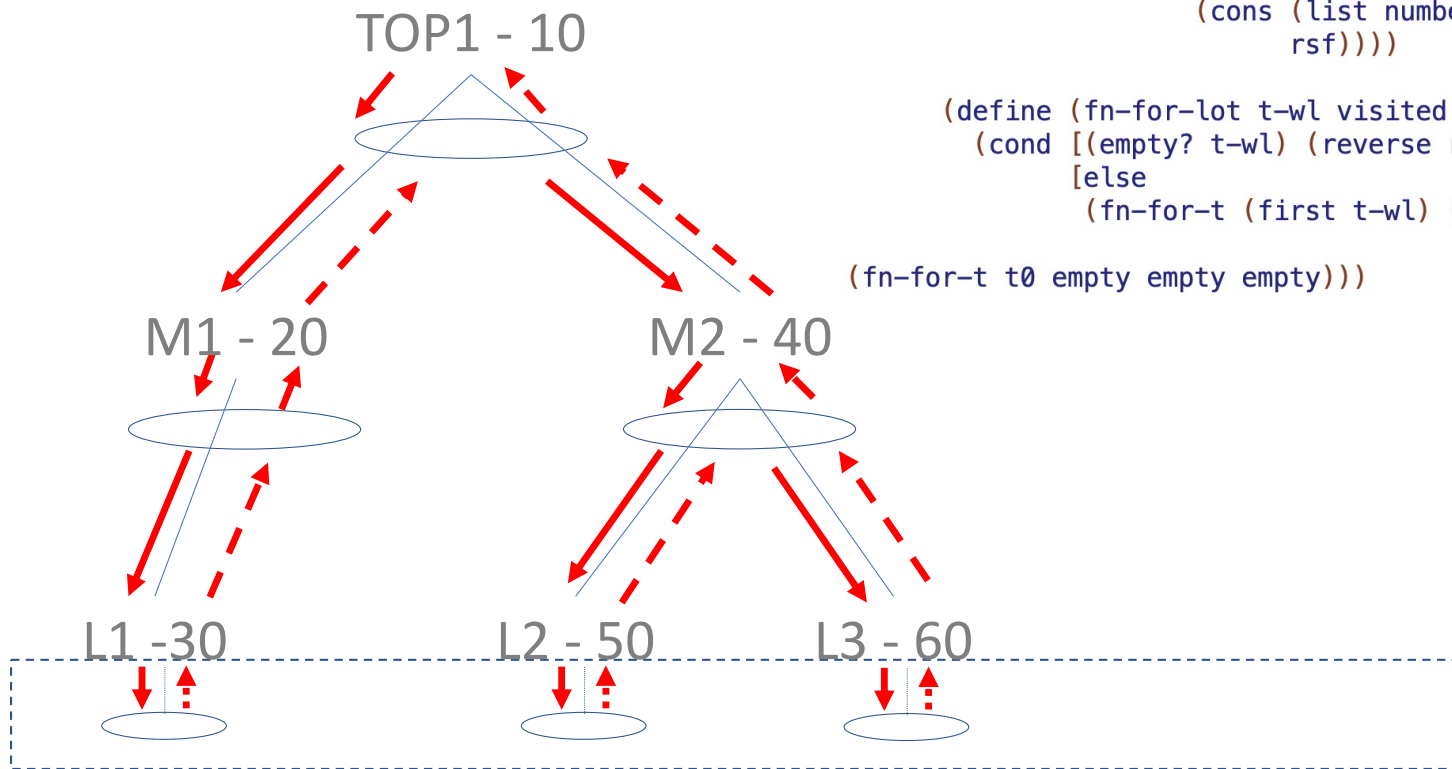 TOP1 - 10
(cons (list
rsf))))
(define (fn-for-lot t-wl visited
(cond [(empty? t-wl) (reverse
[else
(fn-for-t (first t-wl)
(fn-for-t t0 empty empty empty)))
M1 - 20
M2 - 40
L1 -30
L2 - 50
L3 - 60